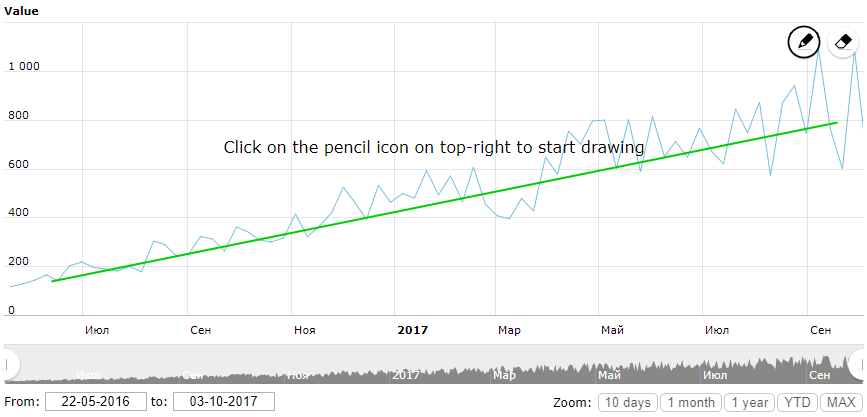 Value
1 000
800
Click on the pencil icon on top-right to start drawing
600
400
200
0
Июл Сен Ноя 2017 Мар Май Июл Сен
Июл Сен Ноя 2017 Мар Май Июл Сен
From: 22-05-2016 to: 03-10-2017 Zoom: 10 days 1 month 1 year YTD MAX